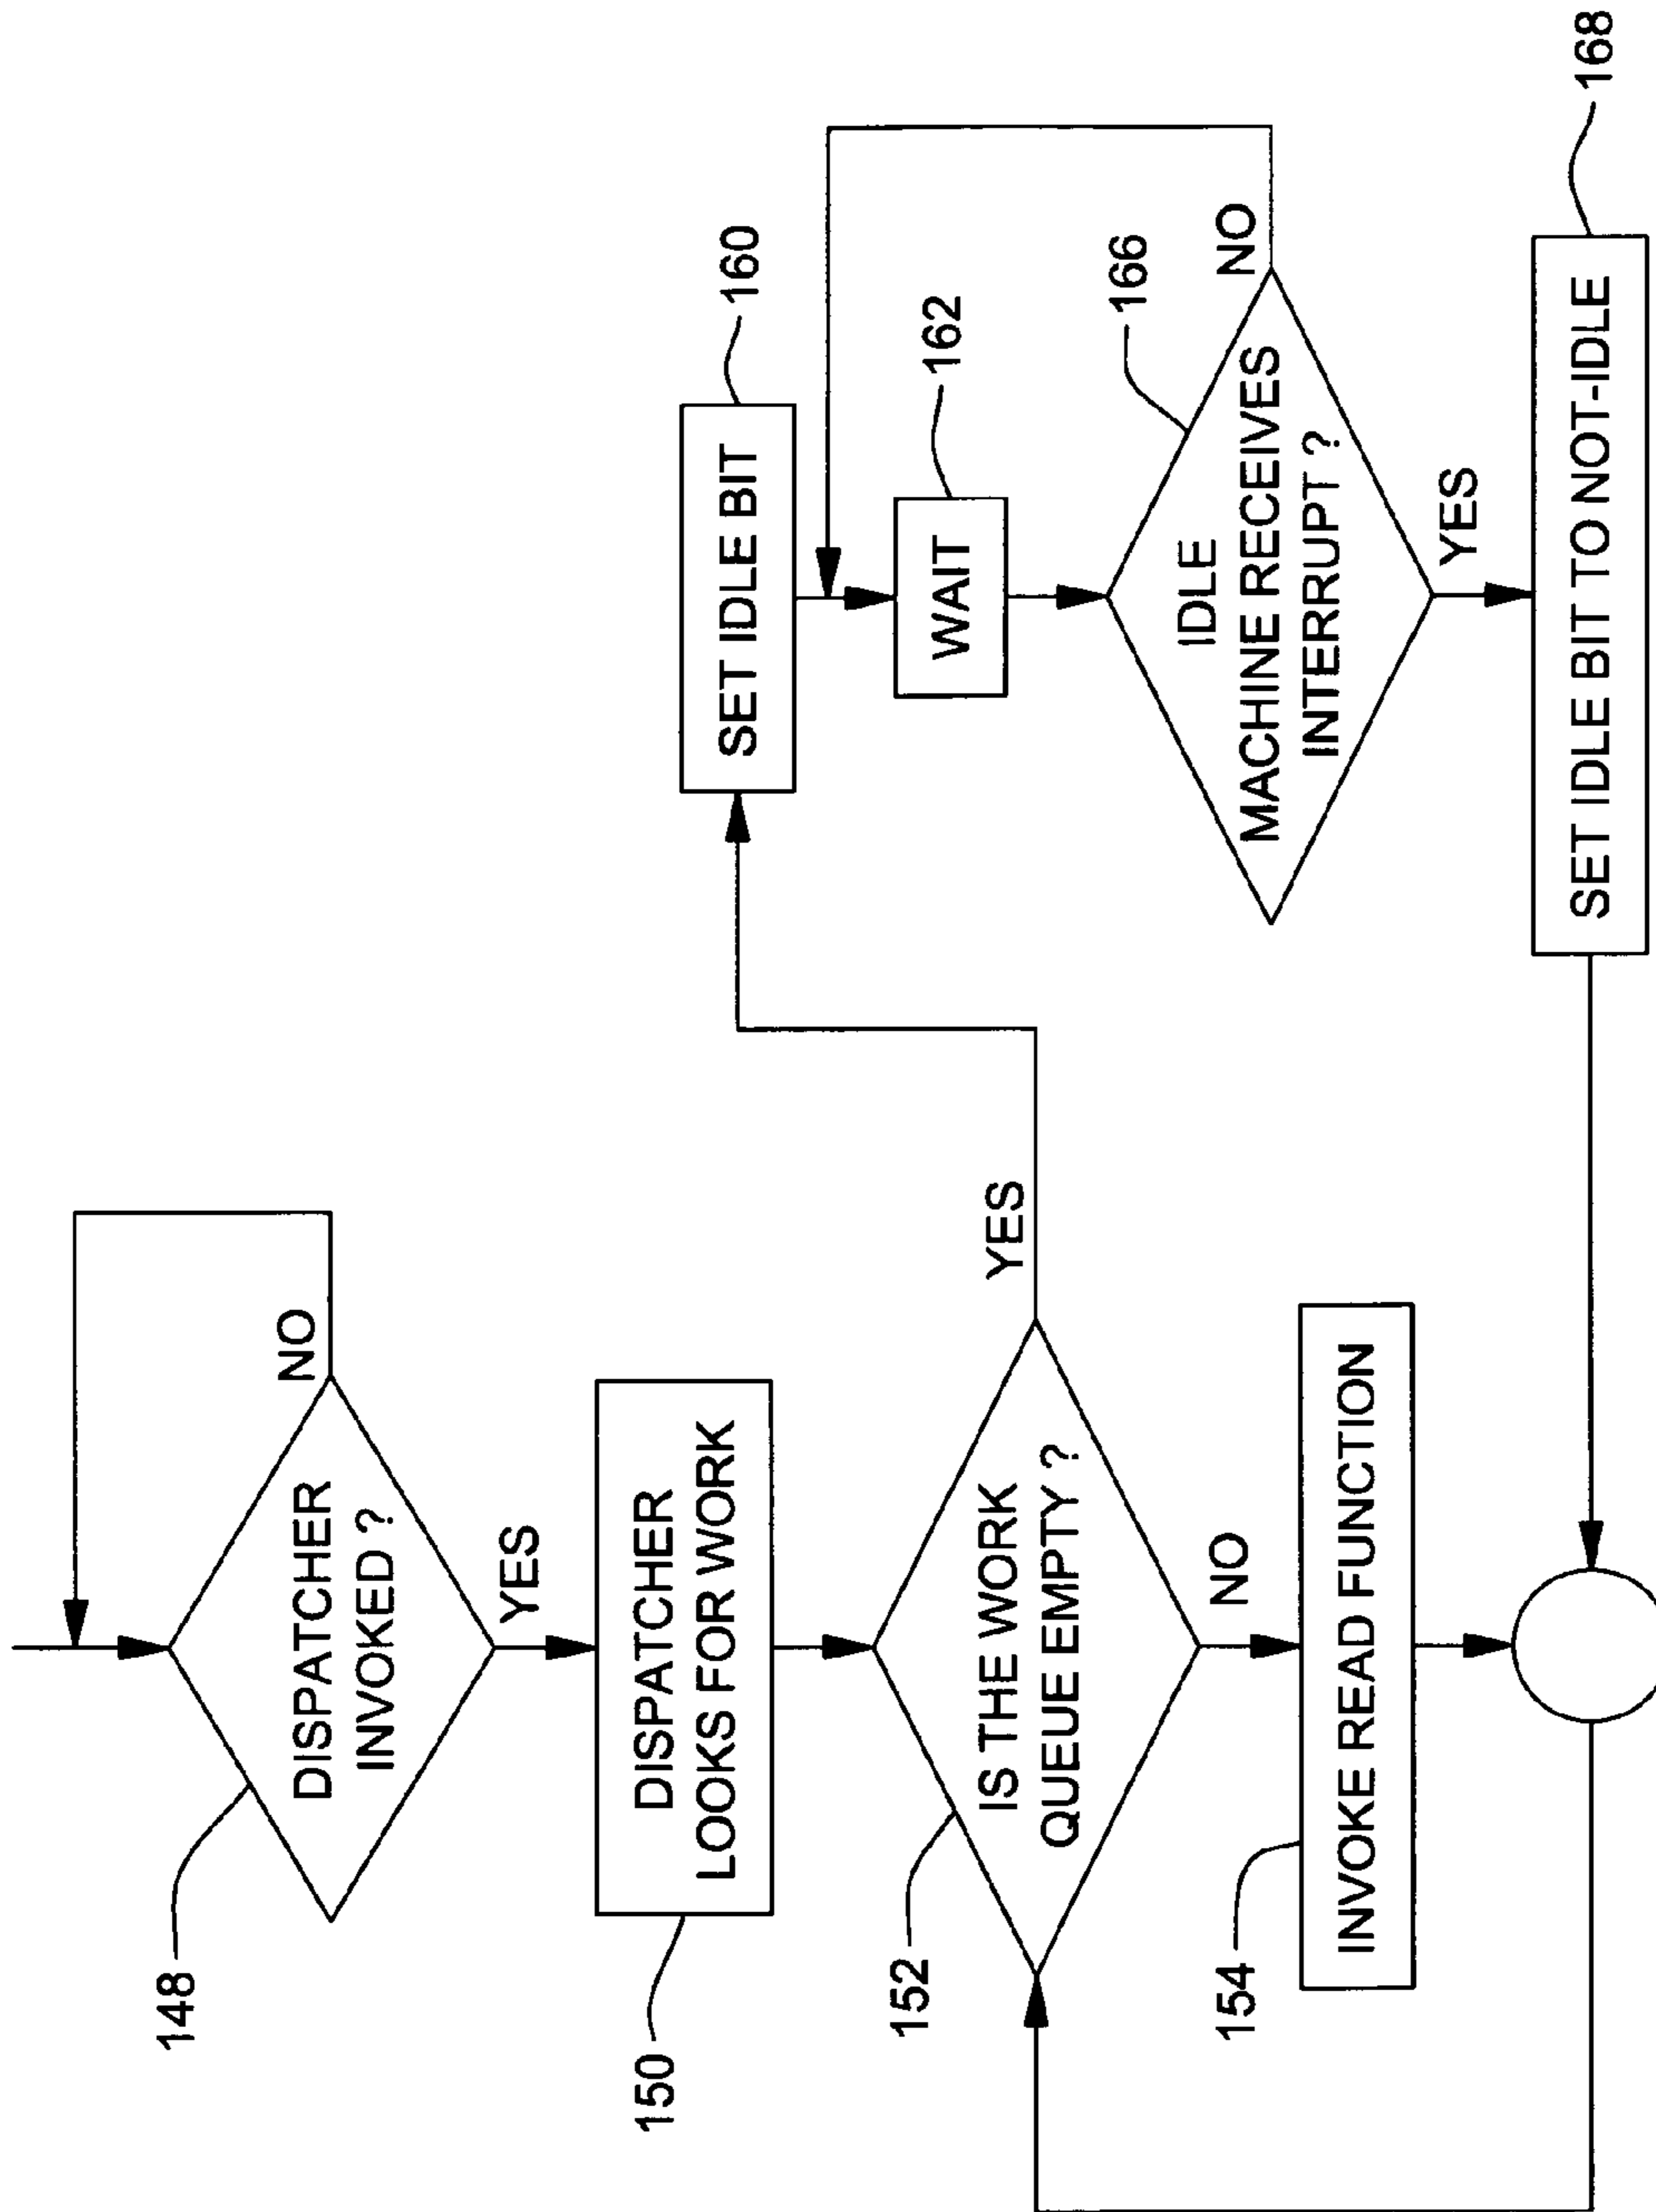 148
DISPATCHER
INVOKED ?
NO
YES
150
DISPATCHER
LOOKS FOR WORK
152
IS THE WORK
QUEUE EMPTY ?
YES
NO
154
INVOKE READ FUNCTION
SET IDLE BIT
160
WAIT
162
IDLE
MACHINE RECEIVES
INTERRUPT ?
166
NO
YES
SET IDLE BIT TO NOT-IDLE
168